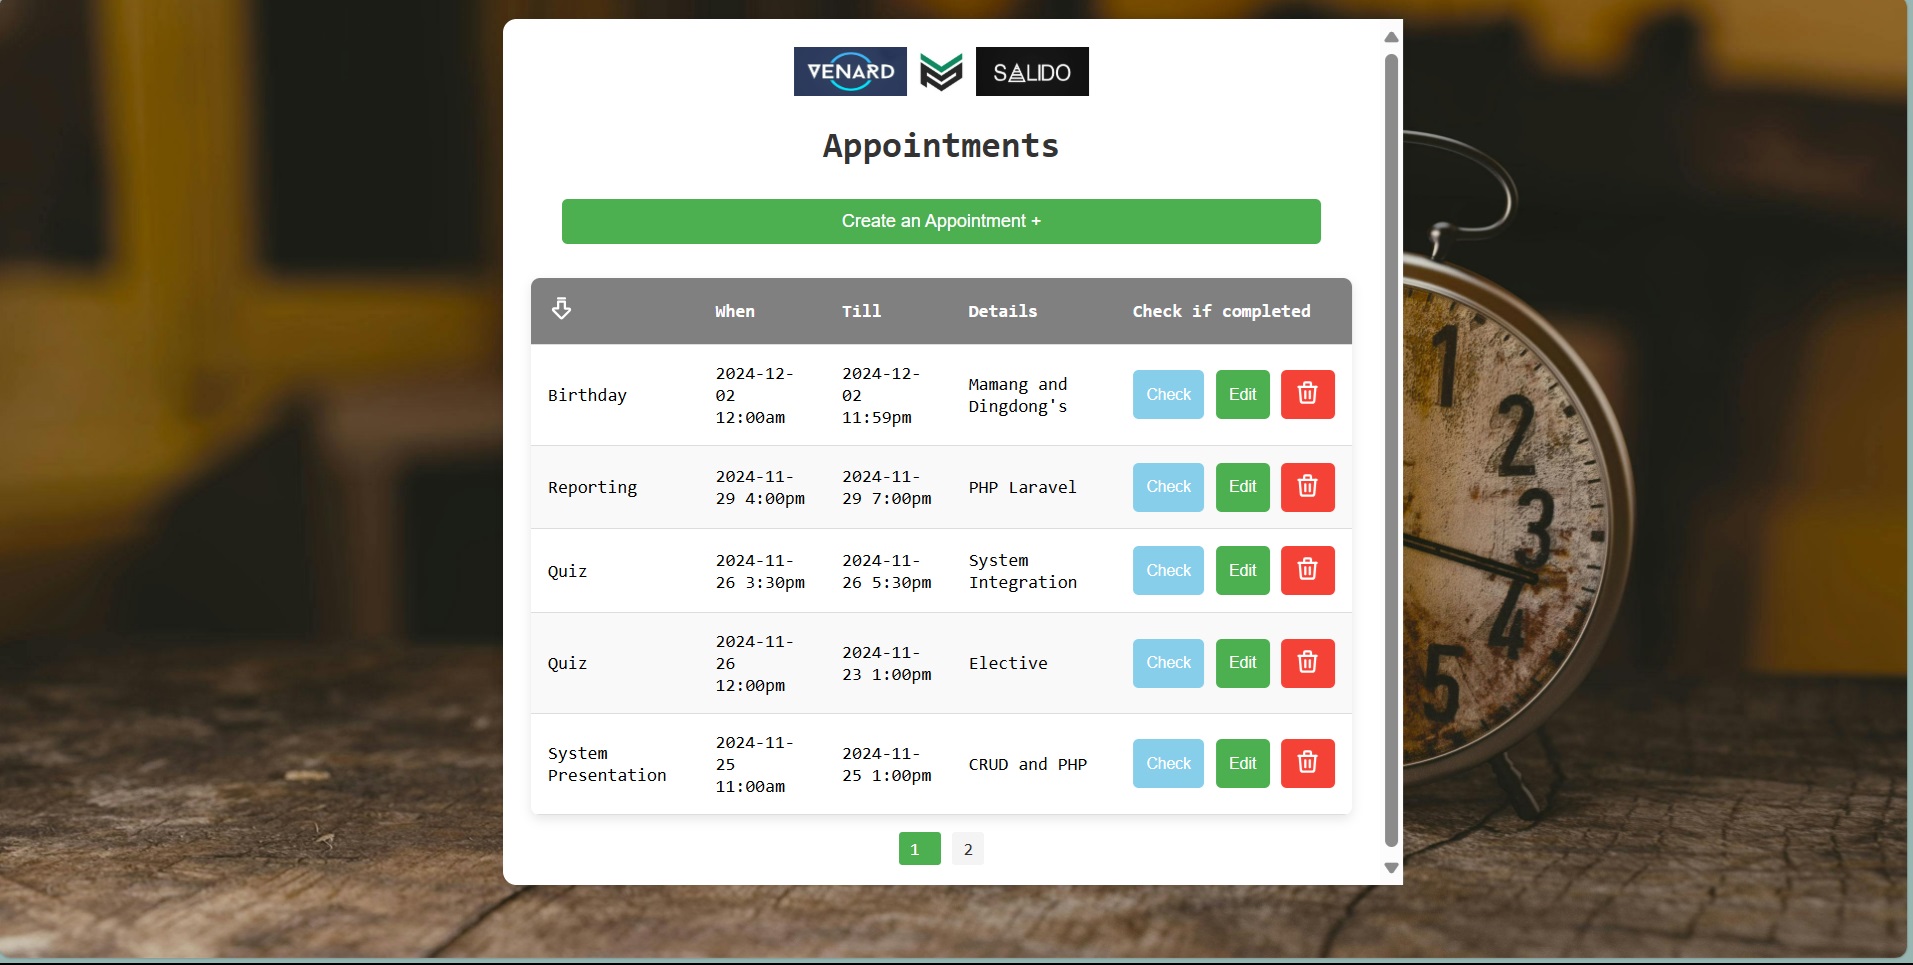 VENARD
SALIDO
Appointments
Create an Appointment +
When Till Details Check if completed
Birthday
2024-12-
02
12:00am
2024-12-
02
11:59pm
Mamang and
Dingdong's
Check Edit
Reporting
2024-11-
29 4:00pm
2024-11-
29 7:00pm
PHP Laravel
Check Edit
Quiz
2024-11-
26 3:30pm
2024-11-
26 5:30pm
System
Integration
Check Edit
Quiz
2024-11-
26
12:00pm
2024-11-
23 1:00pm
Elective
Check Edit
System
Presentation
2024-11-
25
11:00am
2024-11-
25 1:00pm
CRUD and PHP
Check Edit
1 2
1
2
3
4
5